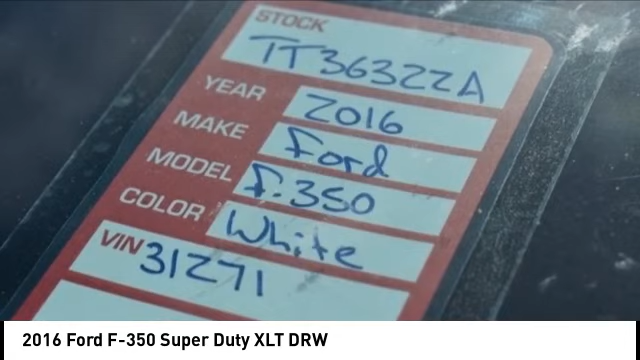 STOCK
TT36322A
YEAR 2016
MAKE Ford
MODEL F-350
COLOR White
VIN 31271
2016 Ford F-350 Super Duty XLT DRW